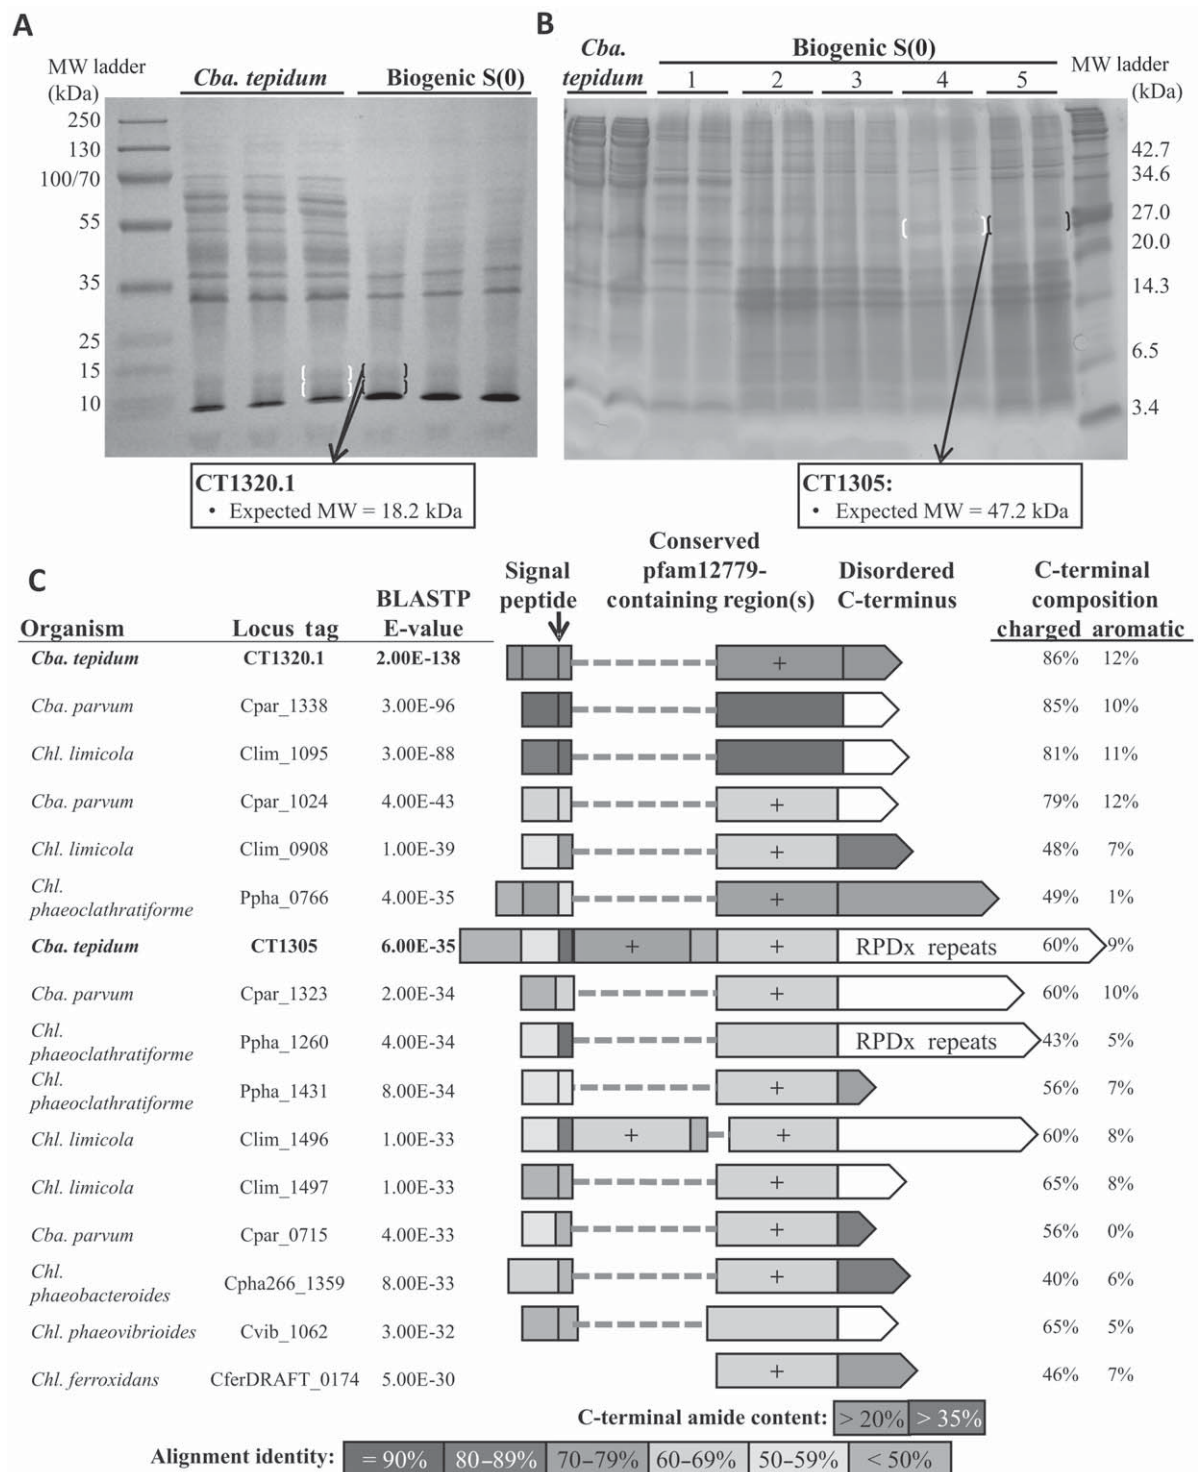 A
MW ladder
(kDa)
Cba. tepidum
Biogenic S(0)
250
130
100/70
55
35
25
15
10
CT1320.1
• Expected MW = 18.2 kDa
B
Cba.
tepidum
Biogenic S(0)
1 2 3 4 5
MW ladder
(kDa)
42.7
34.6
27.0
20.0
14.3
6.5
3.4
CT1305:
• Expected MW = 47.2 kDa
C
Organism
Locus tag
BLASTP
E-value
Signal
peptide
Conserved
pfam12779-
containing region(s)
Disordered
C-terminus
C-terminal
composition
charged aromatic
Cba. tepidum CT1320.1 2.00E-138 + 86% 12%
Cba. parvum Cpar_1338 3.00E-96 85% 10%
Chl. limicola Clim_1095 3.00E-88 81% 11%
Cba. parvum Cpar_1024 4.00E-43 + 79% 12%
Chl. limicola Clim_0908 1.00E-39 + 48% 7%
Chl.
phaeoclathratiforme Ppha_0766 4.00E-35 + 49% 1%
Cba. tepidum CT1305 6.00E-35 + + RPDx repeats 60% 9%
Cba. parvum Cpar_1323 2.00E-34 + 60% 10%
Chl.
phaeoclathratiforme Ppha_1260 4.00E-34 RPDx repeats 43% 5%
Chl.
phaeoclathratiforme Ppha_1431 8.00E-34 + 56% 7%
Chl. limicola Clim_1496 1.00E-33 + + 60% 8%
Chl. limicola Clim_1497 1.00E-33 + 65% 8%
Cba. parvum Cpar_0715 4.00E-33 + 56% 0%
Chl.
phaeobacteroides Cpha266_1359 8.00E-33 + 40% 6%
Chl. phaeovibrioides Cvib_1062 3.00E-32 65% 5%
Chl. ferroxidans CferDRAFT_0174 5.00E-30 + 46% 7%
C-terminal amide content: > 20% > 35%
Alignment identity: = 90% 80–89% 70–79% 60–69% 50–59% < 50%